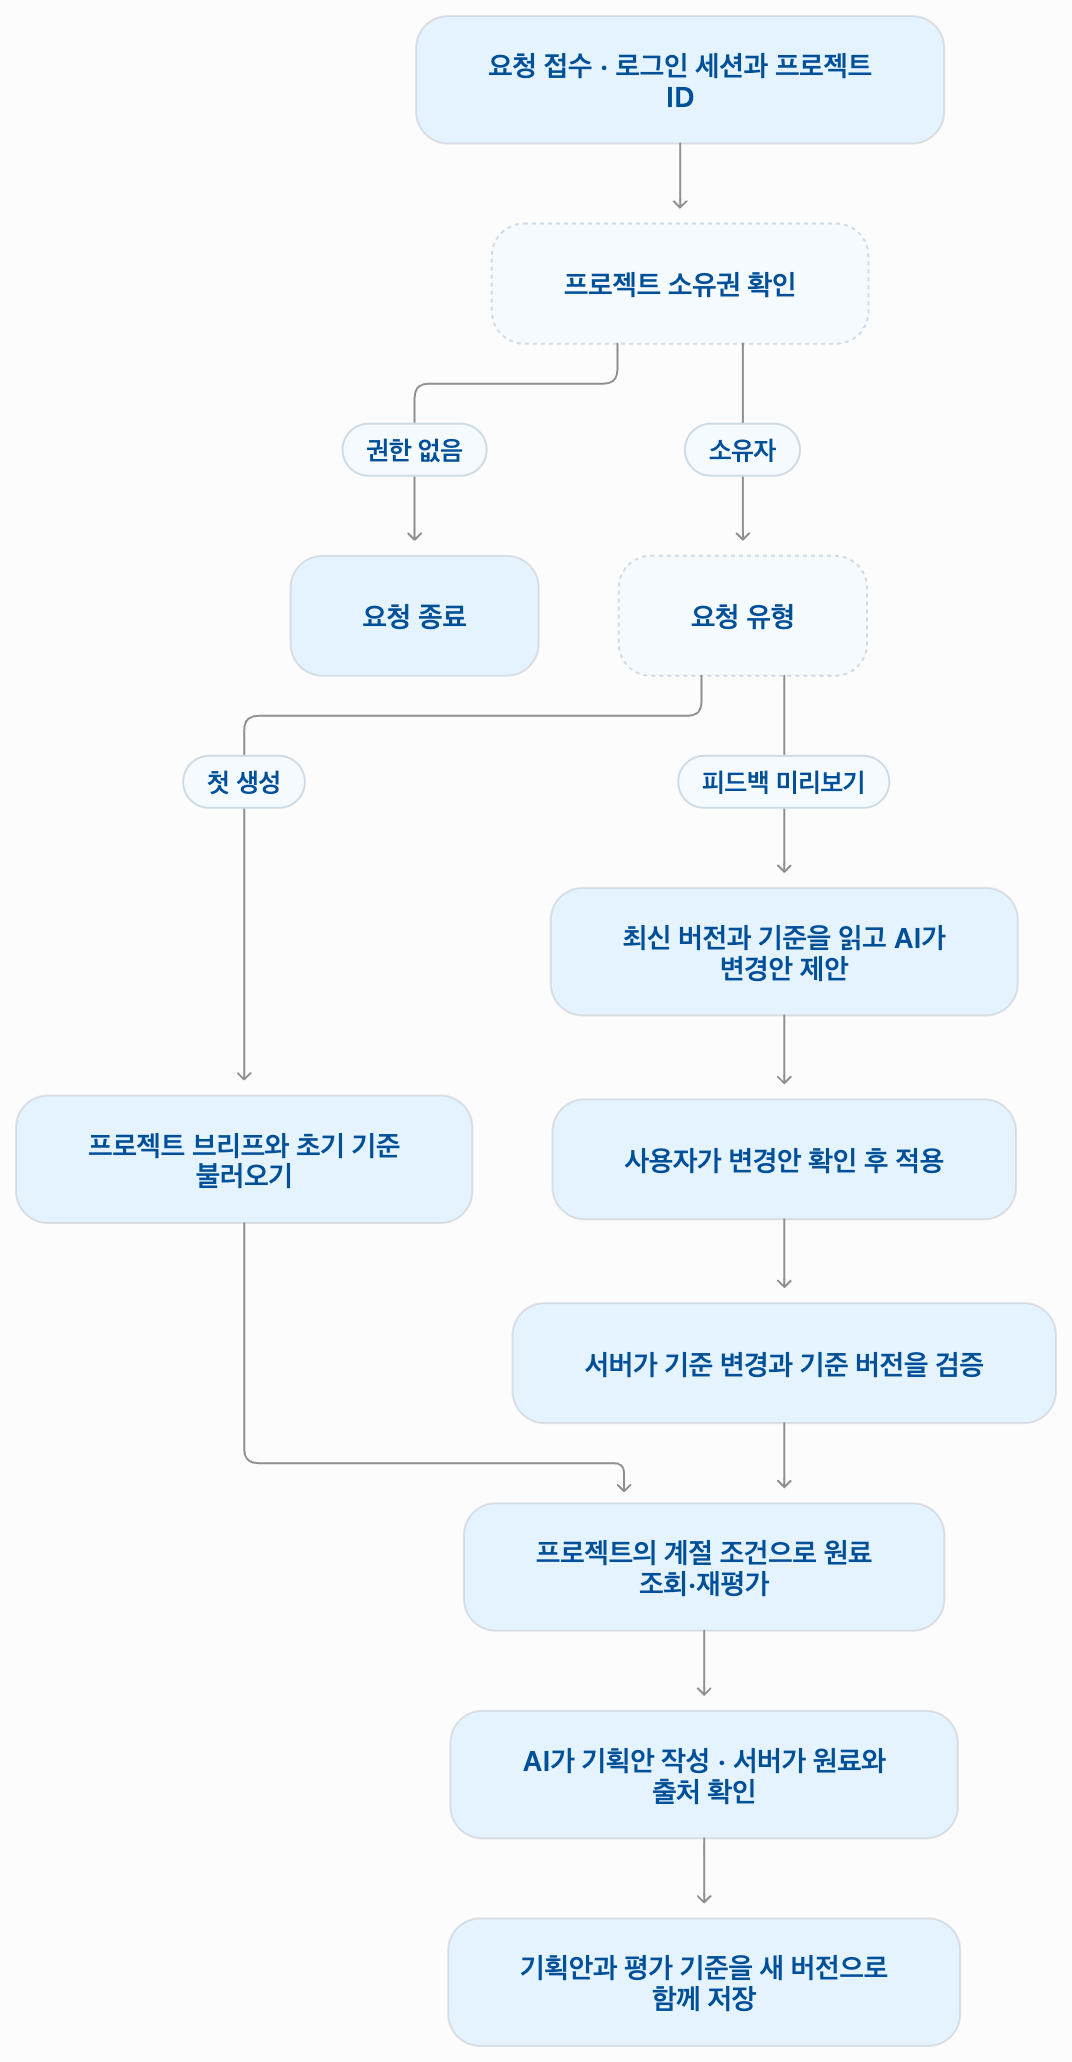 요청 접수 · 로그인 세션과 프로젝트
ID
프로젝트 소유권 확인
권한 없음
소유자
요청 종료
요청 유형
첫 생성
피드백 미리보기
최신 버전과 기준을 읽고 AI가
변경안 제안
프로젝트 브리프와 초기 기준
불러오기
사용자가 변경안 확인 후 적용
서버가 기준 변경과 기준 버전을 검증
프로젝트의 계절 조건으로 원료
조회·재평가
AI가 기획안 작성 · 서버가 원료와
출처 확인
기획안과 평가 기준을 새 버전으로
함께 저장